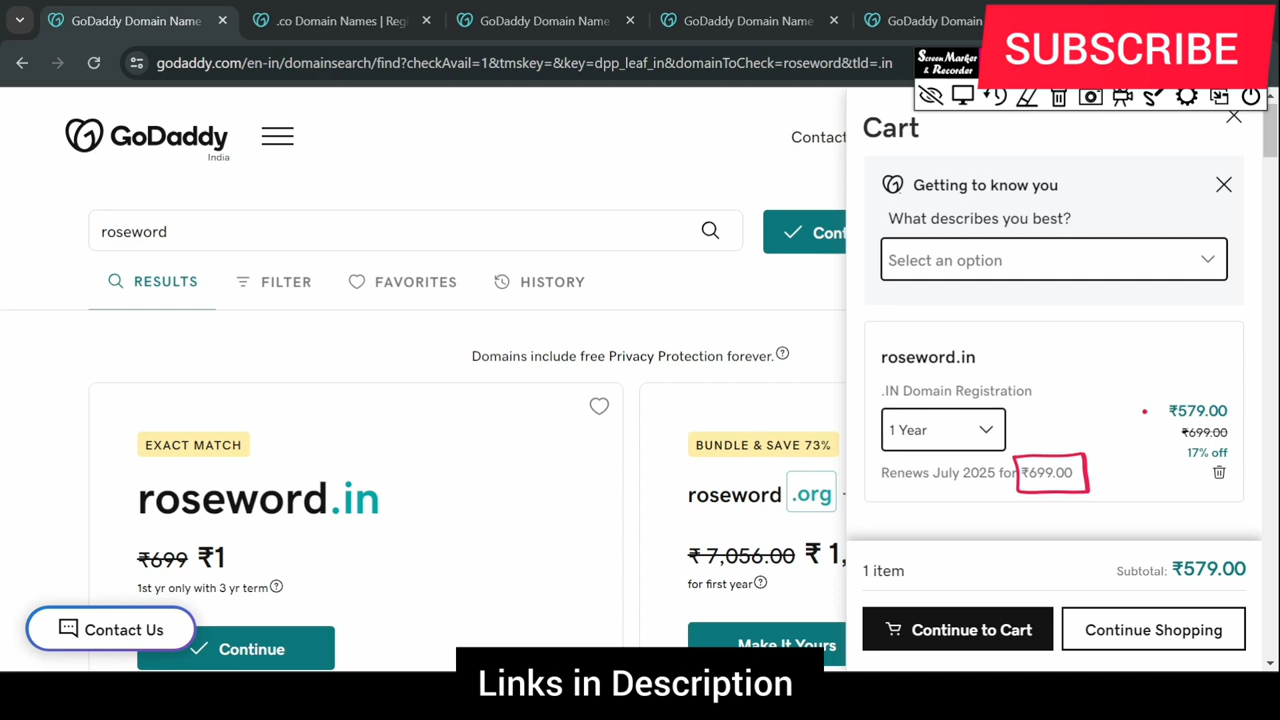 GoDaddy Domain Name
.co Domain Names | Regi
GoDaddy Domain Name
GoDaddy Domain Name
GoDaddy Domain
SUBSCRIBE
godaddy.com/en-in/domainsearch/find?checkAvail=1&tmskey=&key=dpp_leaf_in&domainToCheck=roseword&tld=.in
Screen Marker
& Recorder
GoDaddy
India
Contact
roseword
Cont
RESULTS
FILTER
FAVORITES
HISTORY
Domains include free Privacy Protection forever.
EXACT MATCH
roseword.in
₹699 ₹1
1st yr only with 3 yr term
Continue
BUNDLE & SAVE 73%
roseword .org
₹ 7,056.00 ₹ 1,
for first year
Make It Yours
Contact Us
Cart
Getting to know you
What describes you best?
Select an option
roseword.in
.IN Domain Registration
1 Year
₹579.00
₹699.00
17% off
Renews July 2025 for ₹699.00
1 item
Subtotal: ₹579.00
Continue to Cart
Continue Shopping
Links in Description